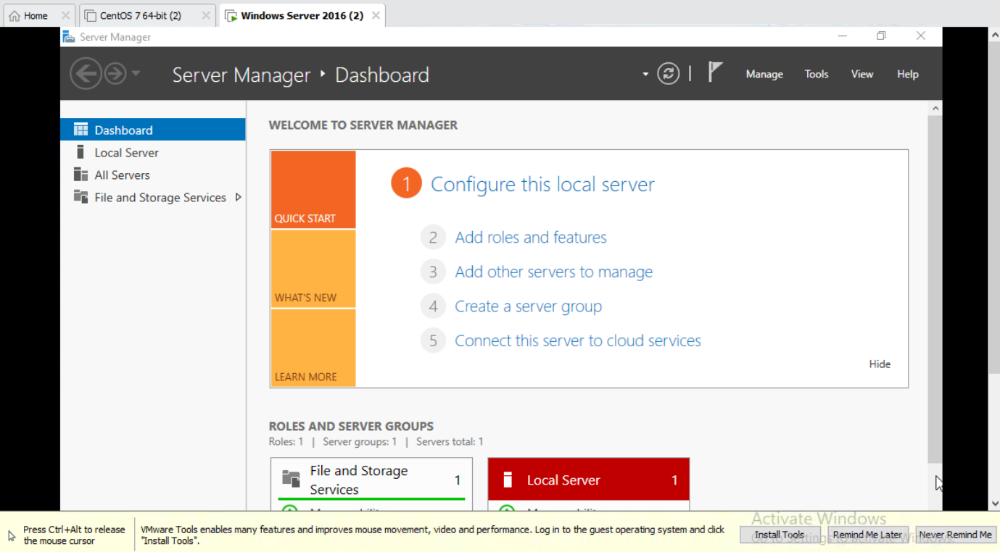 Home
CentOS 7 64-bit (2)
Windows Server 2016 (2)
Server Manager
Server Manager Dashboard
Manage Tools View Help
Dashboard
Local Server
All Servers
File and Storage Services
WELCOME TO SERVER MANAGER
QUICK START
WHAT'S NEW
LEARN MORE
1 Configure this local server
2 Add roles and features
3 Add other servers to manage
4 Create a server group
5 Connect this server to cloud services
Hide
ROLES AND SERVER GROUPS
Roles: 1 | Server groups: 1 | Servers total: 1
File and Storage
Services
1
Local Server 1
Activate Windows
Go to Settings to activate Windows.
Press Ctrl+Alt to release
the mouse cursor
VMware Tools enables many features and improves mouse movement, video and performance. Log in to the guest operating system and click
"Install Tools".
Install Tools
Remind Me Later
Never Remind Me